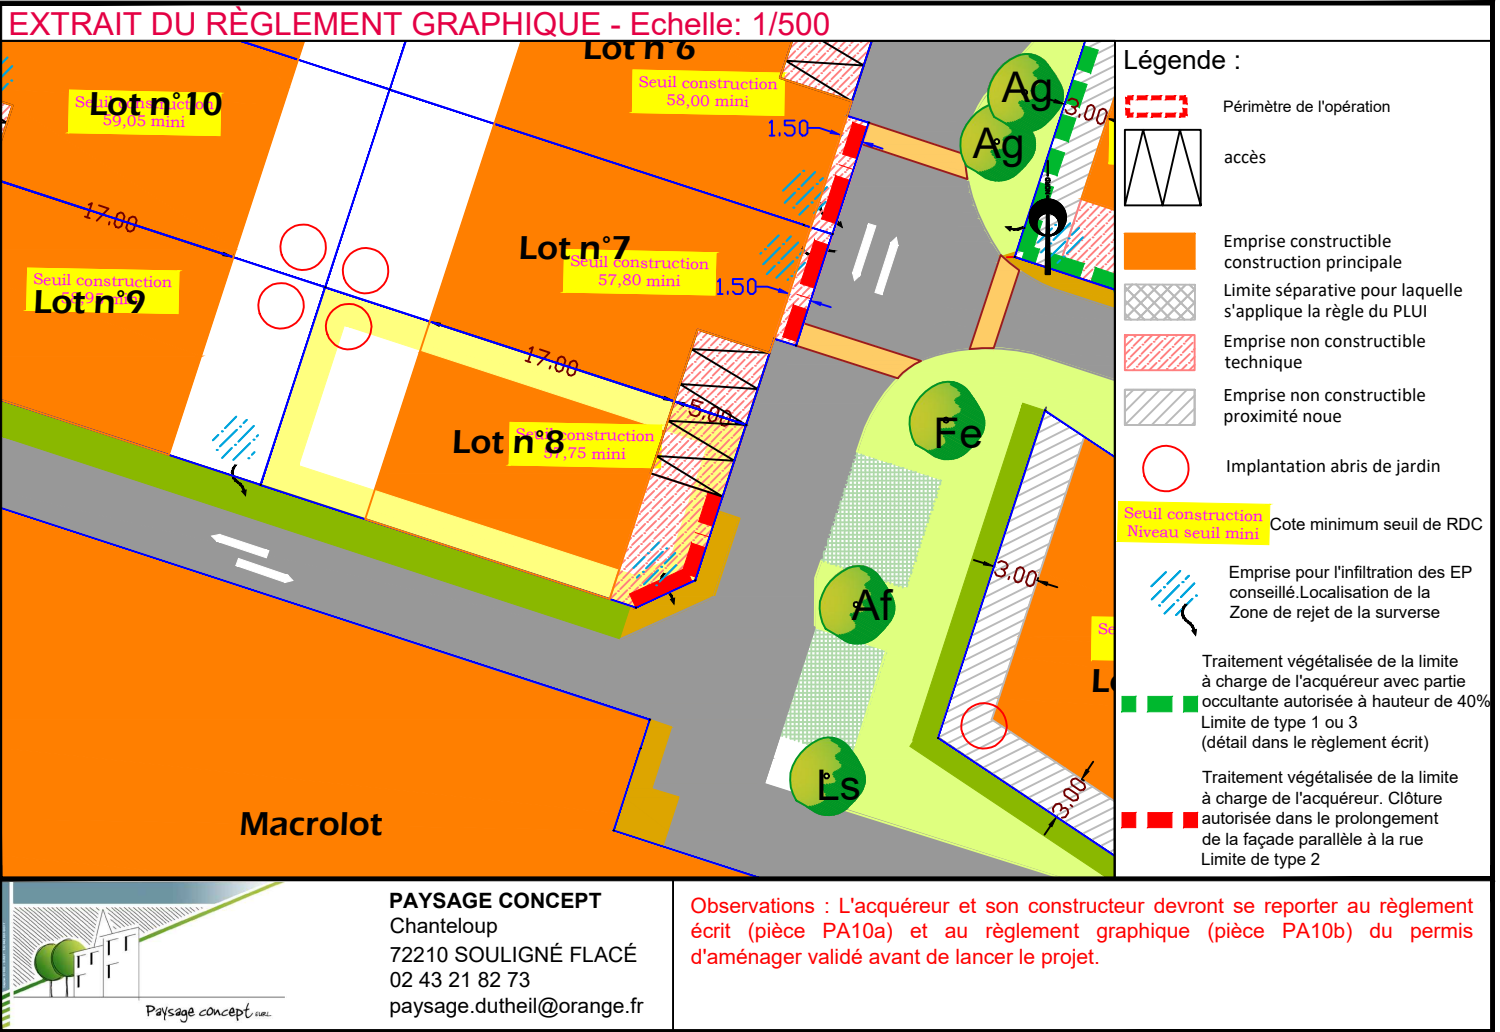 EXTRAIT DU RÈGLEMENT GRAPHIQUE - Echelle: 1/500
Lot n°6
Seuil construction
58,00 mini
Lot n°10
Seuil construction
59,05 mini
1.50
Ag
Ag
3.00
17.00
Lot n°7
Seuil construction
57,80 mini
1.50
Seuil construction
Lot n°9
17.00
5.00
Lot n°8
Seuil construction
57,75 mini
Fe
3.00
Af
Se
Lo
Ls
3.00
Macrolot
Légende :
Périmètre de l'opération
accès
Emprise constructible
construction principale
Limite séparative pour laquelle
s'applique la règle du PLUI
Emprise non constructible
technique
Emprise non constructible
proximité noue
Implantation abris de jardin
Seuil construction
Niveau seuil mini
Cote minimum seuil de RDC
Emprise pour l'infiltration des EP
conseillé.Localisation de la
Zone de rejet de la surverse
Traitement végétalisée de la limite
à charge de l'acquéreur avec partie
occultante autorisée à hauteur de 40%
Limite de type 1 ou 3
(détail dans le règlement écrit)
Traitement végétalisée de la limite
à charge de l'acquéreur. Clôture
autorisée dans le prolongement
de la façade parallèle à la rue
Limite de type 2
Paysage concept EURL
PAYSAGE CONCEPT
Chanteloup
72210 SOULIGNÉ FLACÉ
02 43 21 82 73
paysage.dutheil@orange.fr
Observations : L'acquéreur et son constructeur devront se reporter au règlement
écrit (pièce PA10a) et au règlement graphique (pièce PA10b) du permis
d'aménager validé avant de lancer le projet.